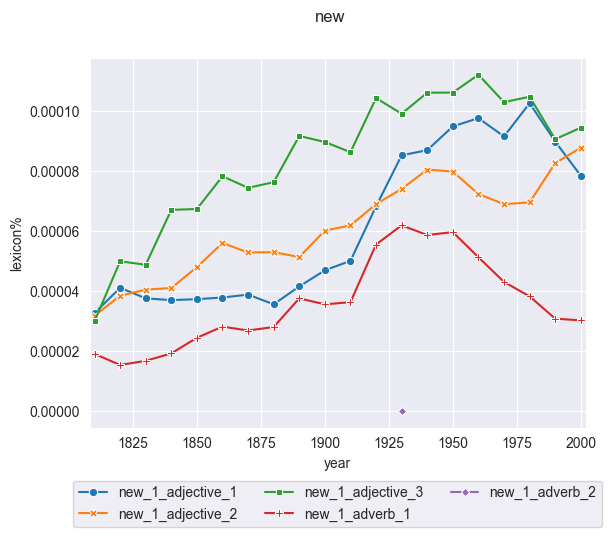 new
0.00010
0.00008
0.00006
0.00004
0.00002
0.00000
lexicon%
1825 1850 1875 1900 1925 1950 1975 2000
year
new_1_adjective_1 new_1_adjective_3 new_1_adverb_2
new_1_adjective_2 new_1_adverb_1